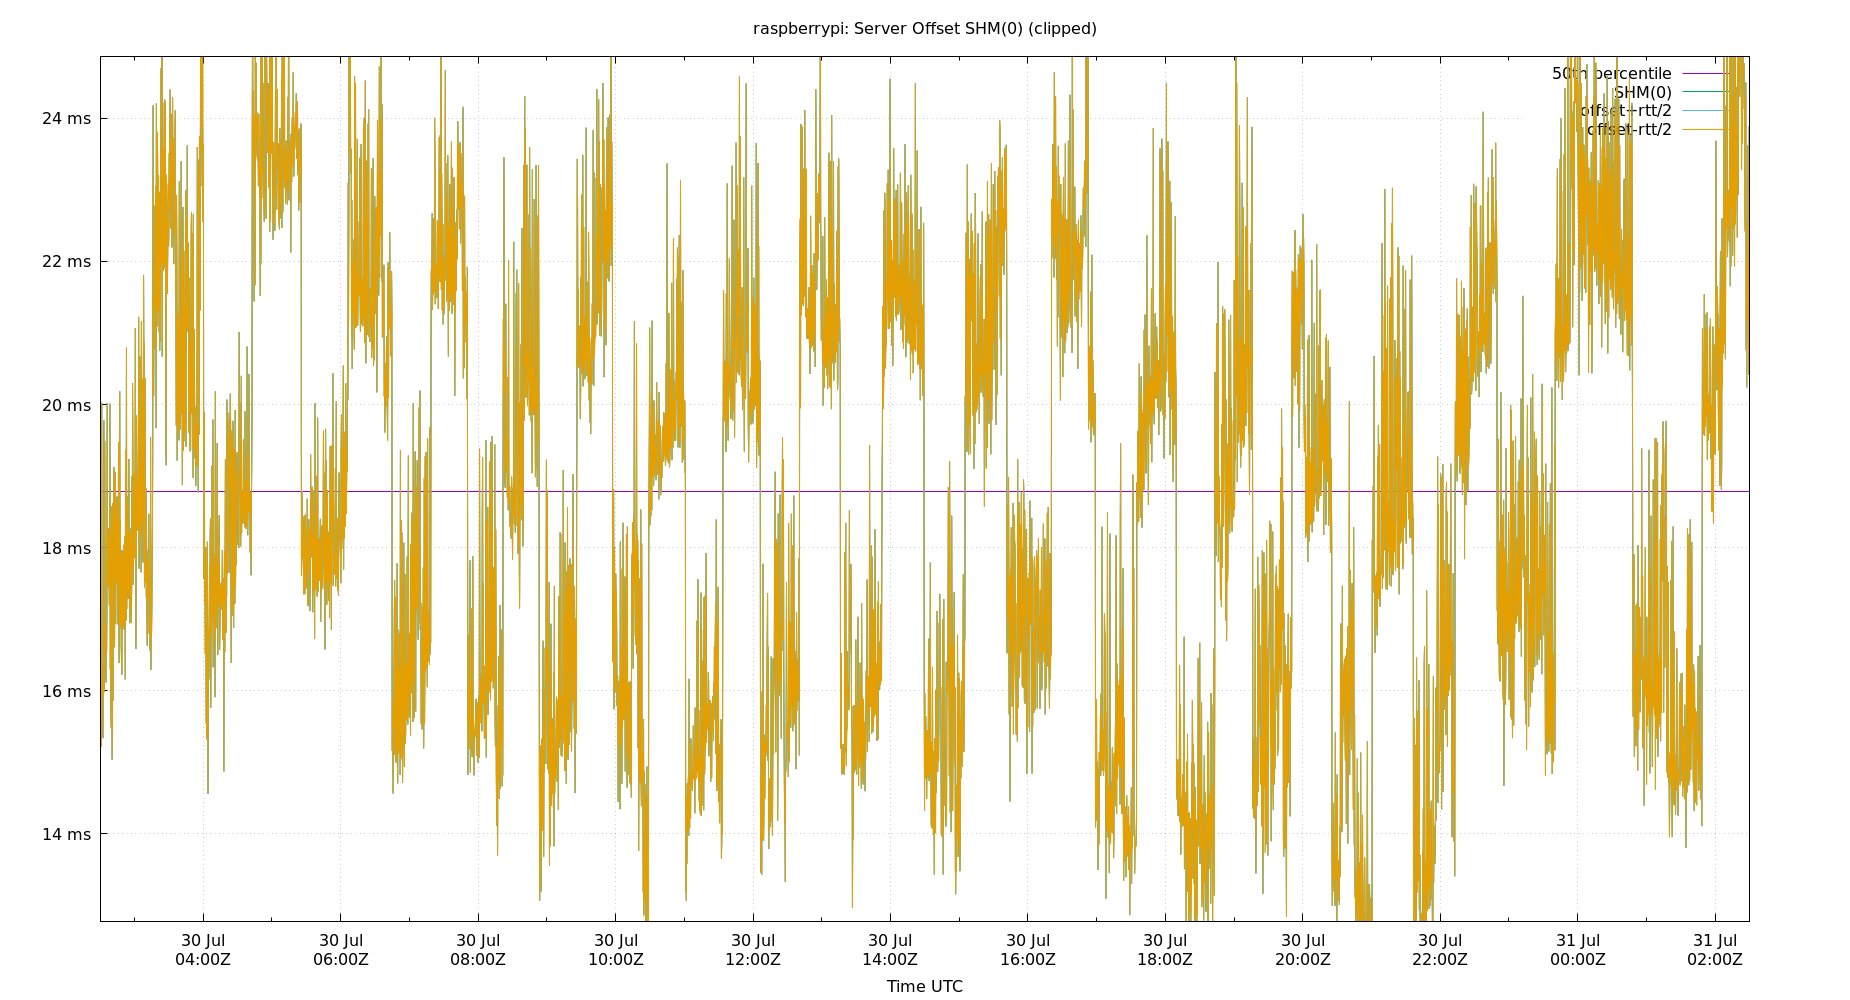 raspberrypi: Server Offset SHM(0) (clipped)
50th percentile
SHM(0)
offset+rtt/2
offset-rtt/2
24 ms
22 ms
20 ms
18 ms
16 ms
14 ms
30 Jul 30 Jul 30 Jul 30 Jul 30 Jul 30 Jul 30 Jul 30 Jul 30 Jul 30 Jul 31 Jul 31 Jul
04:00Z 06:00Z 08:00Z 10:00Z 12:00Z 14:00Z 16:00Z 18:00Z 20:00Z 22:00Z 00:00Z 02:00Z
Time UTC